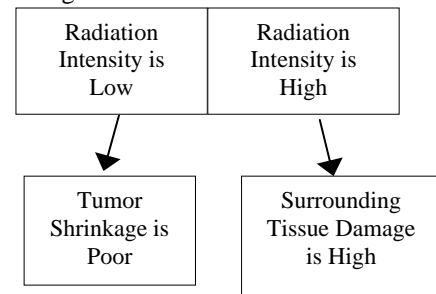 Radiation
Intensity is
Low
Radiation
Intensity is
High
Tumor
Shrinkage is
Poor
Surrounding
Tissue Damage
is High